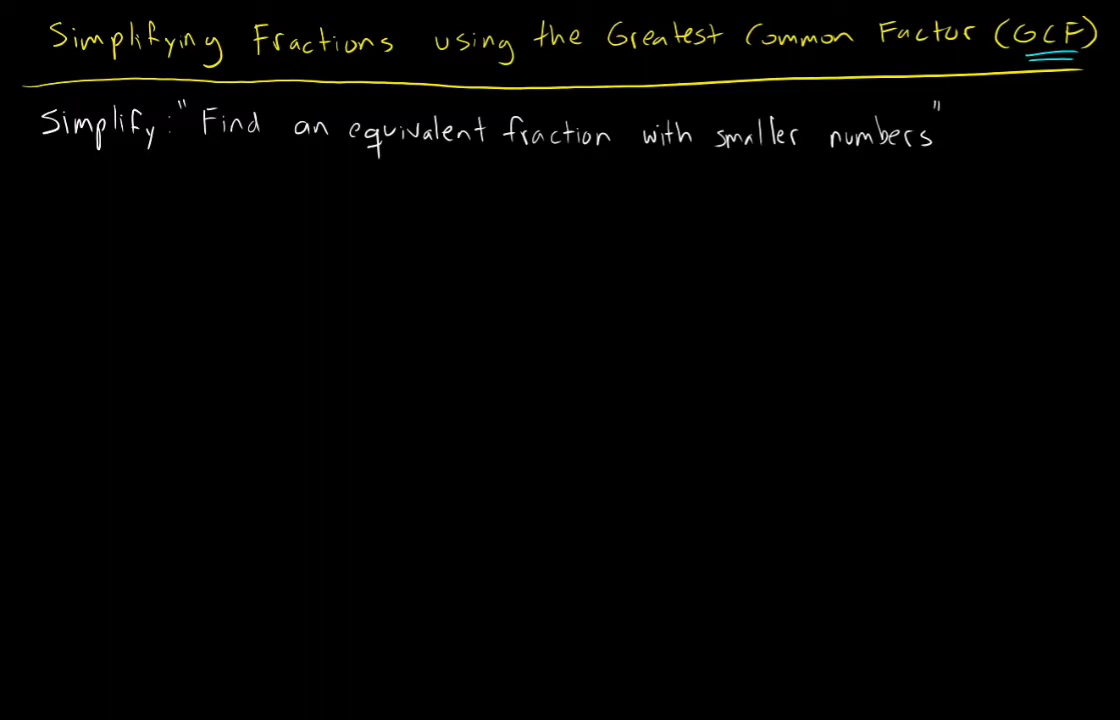 Simplifying Fractions using the Greatest Common Factor (GCF)
Simplify: "Find an equivalent fraction with smaller numbers"